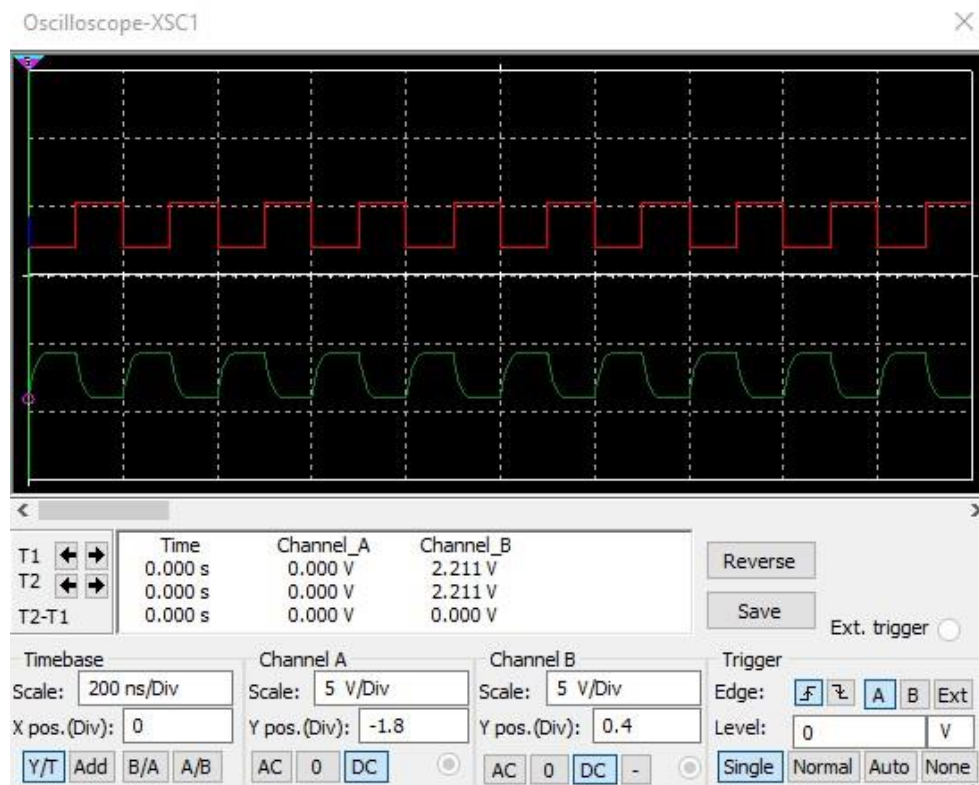 Oscilloscope-XSC1
T1
T2
T2-T1
Time Channel_A Channel_B
0.000 s 0.000 V 2.211 V
0.000 s 0.000 V 2.211 V
0.000 s 0.000 V 0.000 V
Reverse
Save
Ext. trigger
Timebase
Scale: 200 ns/Div
X pos.(Div): 0
Y/T Add B/A A/B
Channel A
Scale: 5 V/Div
Y pos.(Div): -1.8
AC 0 DC
Channel B
Scale: 5 V/Div
Y pos.(Div): 0.4
AC 0 DC -
Trigger
Edge: A B Ext
Level: 0 V
Single Normal Auto None